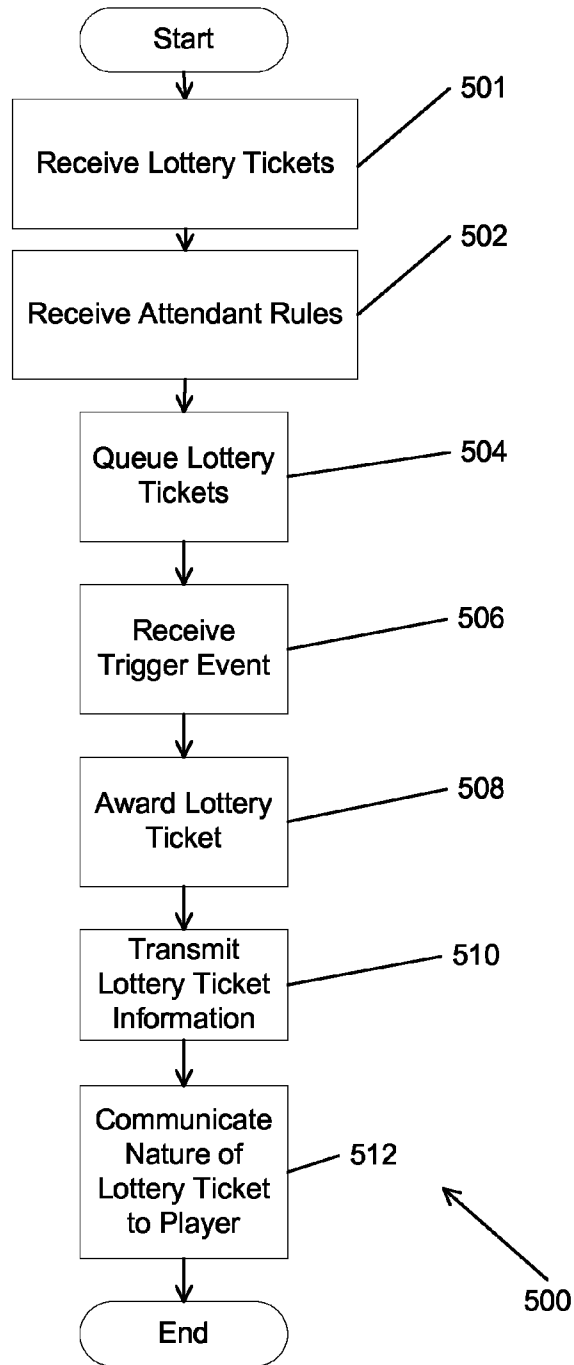 Start
501
Receive Lottery Tickets
502
Receive Attendant Rules
Queue Lottery
Tickets
504
Receive
Trigger Event
506
Award Lottery
Ticket
508
Transmit
Lottery Ticket
Information
510
Communicate
Nature of
Lottery Ticket
to Player
512
500
End